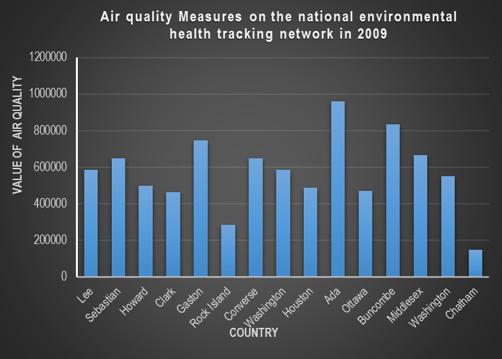 Air quality Measures on the national environmental
health tracking network in 2009
VALUE OF AIR QUALITY
1200000
1000000
800000
600000
400000
200000
0
Lee
Sebastian
Howard
Clark
Gaston
Rock Island
Converse
Washington
Houston
Ada
Ottawa
Buncombe
Middlesex
Washington
Chatham
COUNTRY